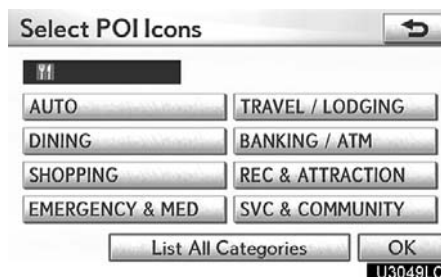 Select POI Icons
AUTO TRAVEL / LODGING
DINING BANKING / ATM
SHOPPING REC & ATTRACTION
EMERGENCY & MED SVC & COMMUNITY
List All Categories OK